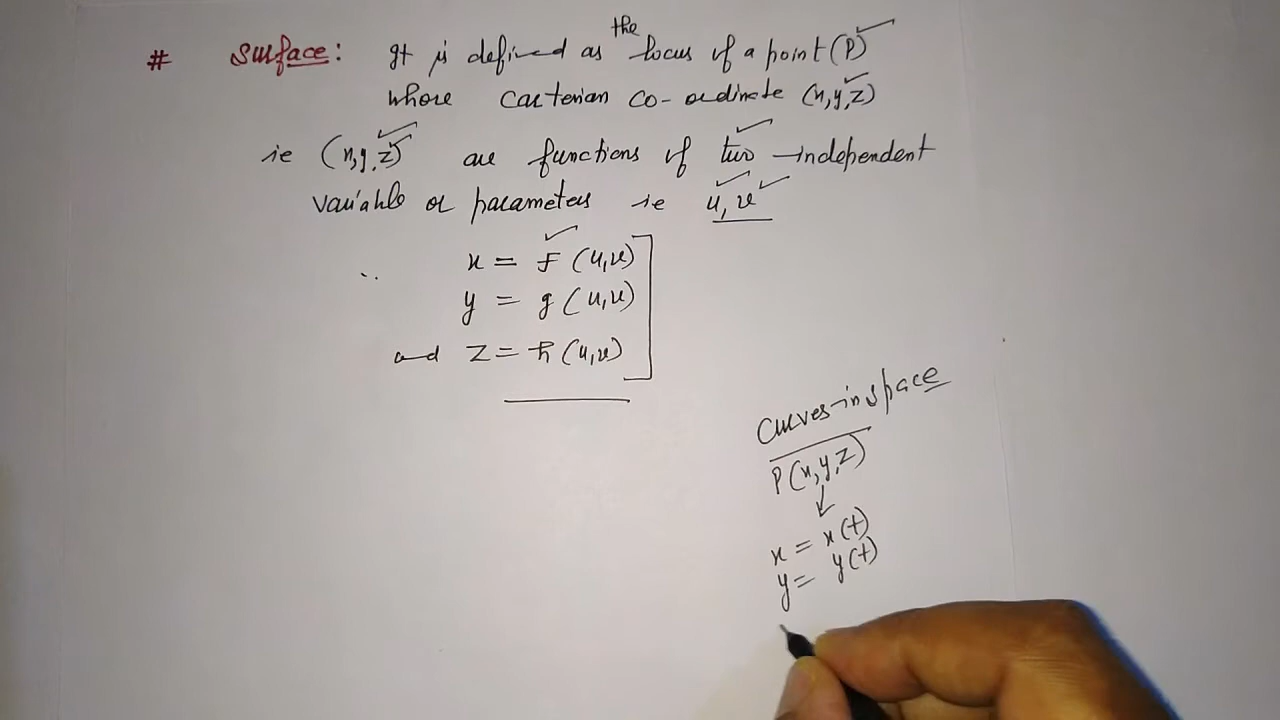 # Surface: It is defined as the locus of a point (P)
whose cartesian co-ordinate (x,y,z)
ie (x,y,z) are functions of two independent
variable or parameters ie u,v
∴ x = f (u,v)
y = g (u,v)
and z = h (u,v)
Curves in space
P(x,y,z)
x = x(t)
y = y(t)